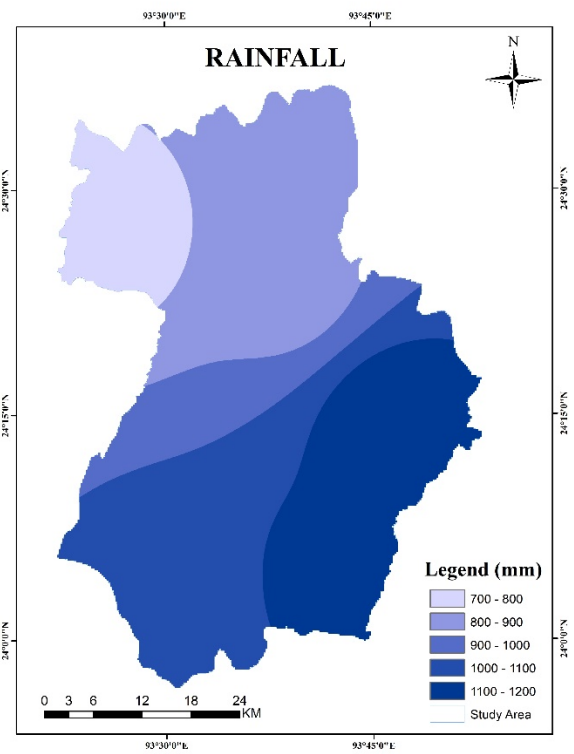 93°30'0"E 93°45'0"E
RAINFALL
N
24°30'0"N 24°30'0"N
24°15'0"N 24°15'0"N
24°0'0"N 24°0'0"N
Legend (mm)
700 - 800
800 - 900
900 - 1000
1000 - 1100
1100 - 1200
Study Area
0 3 6 12 18 24
KM
93°30'0"E 93°45'0"E